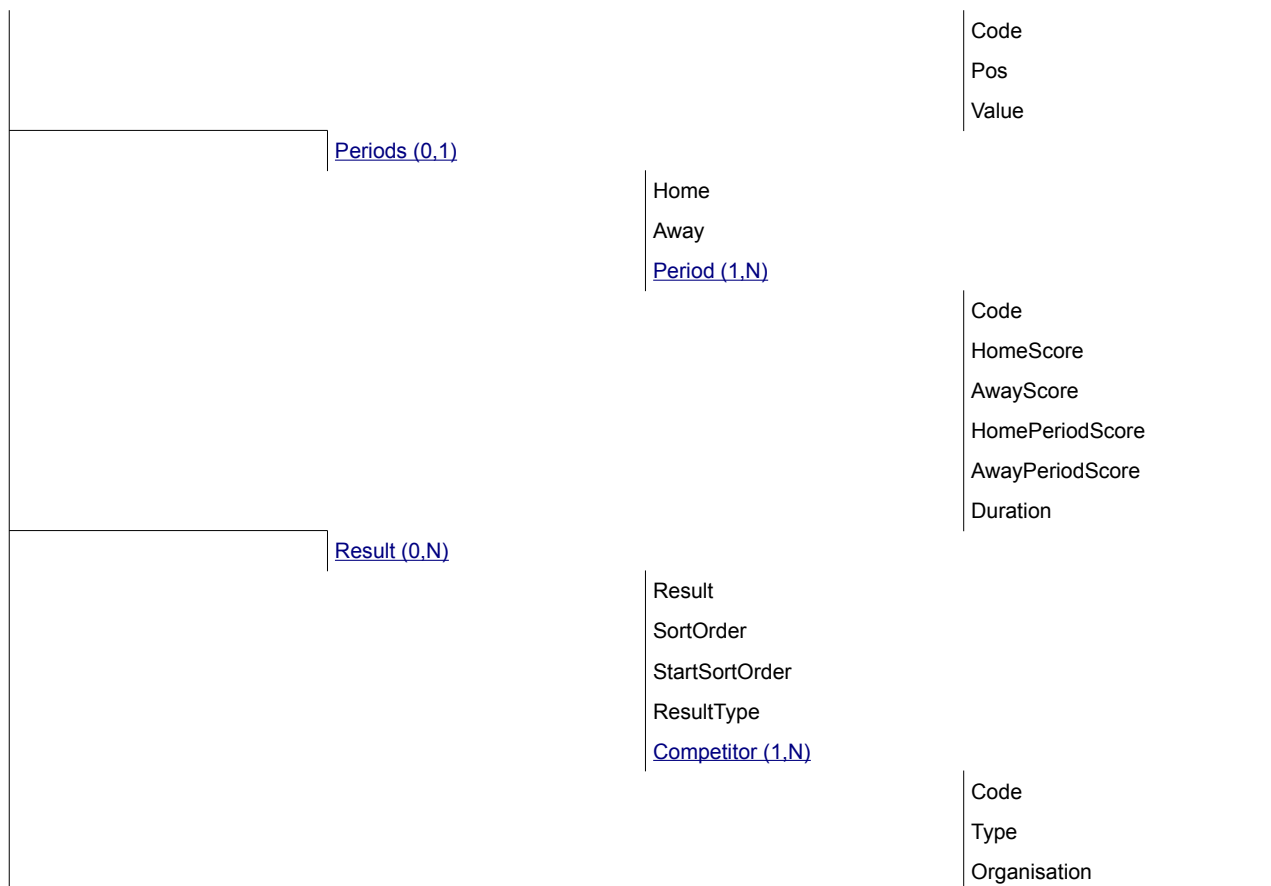 Code
Pos
Value
Periods (0,1)
Home
Away
Period (1,N)
Code
HomeScore
AwayScore
HomePeriodScore
AwayPeriodScore
Duration
Result (0,N)
Result
SortOrder
StartSortOrder
ResultType
Competitor (1,N)
Code
Type
Organisation